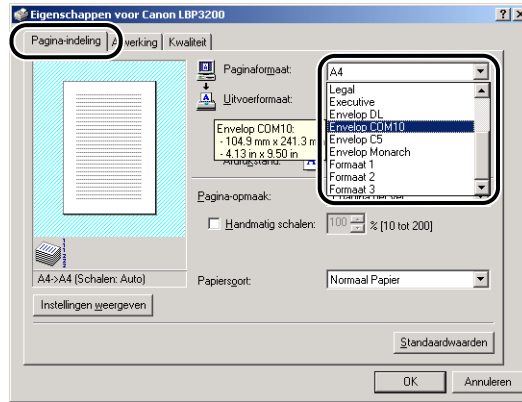 Eigenschappen voor Canon LBP3200
Pagina-indeling
werking
Kwaliteit
Paginaformaat:
A4
Uitvoerformaat:
Legal
Executive
Envelop DL
Envelop COM10
Envelop C5
Envelop Monarch
Formaat 1
Formaat 2
Formaat 3
Envelop COM10:
- 104.9 mm x 241.3 m
- 4.13 in x 9.50 in
Pagina-opmaak:
Handmatig schalen:
100
% [10 tot 200]
A4->A4 (Schalen: Auto)
Papiersoort:
Normaal Papier
Instellingen weergeven
Standaardwaarden
OK
Annuleren